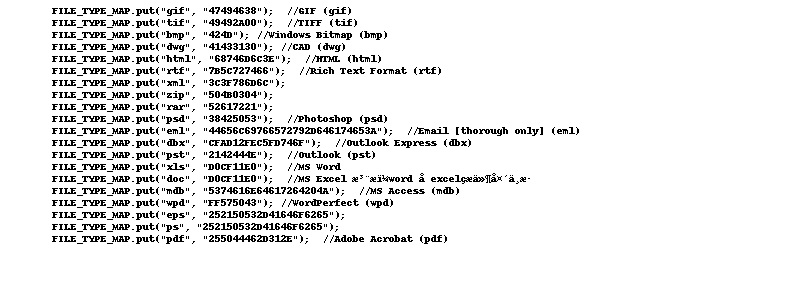 FILE_TYPE_MAP.put("gif", "47494638"); //GIF (gif)
FILE_TYPE_MAP.put("tif", "49492A00"); //TIFF (tif)
FILE_TYPE_MAP.put("bmp", "424D"); //Windows Bitmap (bmp)
FILE_TYPE_MAP.put("dwg", "41433130"); //CAD (dwg)
FILE_TYPE_MAP.put("html", "68746D6C3E"); //HTML (html)
FILE_TYPE_MAP.put("rtf", "7B5C727466"); //Rich Text Format (rtf)
FILE_TYPE_MAP.put("xml", "3C3F786D6C");
FILE_TYPE_MAP.put("zip", "504B0304");
FILE_TYPE_MAP.put("rar", "52617221");
FILE_TYPE_MAP.put("psd", "38425053"); //Photoshop (psd)
FILE_TYPE_MAP.put("eml", "44656C69766572792D646174653A"); //Email [thorough only] (eml)
FILE_TYPE_MAP.put("dbx", "CFAD12FEC5FD746F"); //Outlook Express (dbx)
FILE_TYPE_MAP.put("pst", "2142444E"); //Outlook (pst)
FILE_TYPE_MAP.put("xls", "D0CF11E0"); //MS Word
FILE_TYPE_MAP.put("doc", "D0CF11E0"); //MS Excel word excel
FILE_TYPE_MAP.put("mdb", "5374616E64617264204A"); //MS Access (mdb)
FILE_TYPE_MAP.put("wpd", "FF575043"); //WordPerfect (wpd)
FILE_TYPE_MAP.put("eps", "252150532D41646F6265");
FILE_TYPE_MAP.put("ps", "252150532D41646F6265");
FILE_TYPE_MAP.put("pdf", "255044462D312E"); //Adobe Acrobat (pdf)